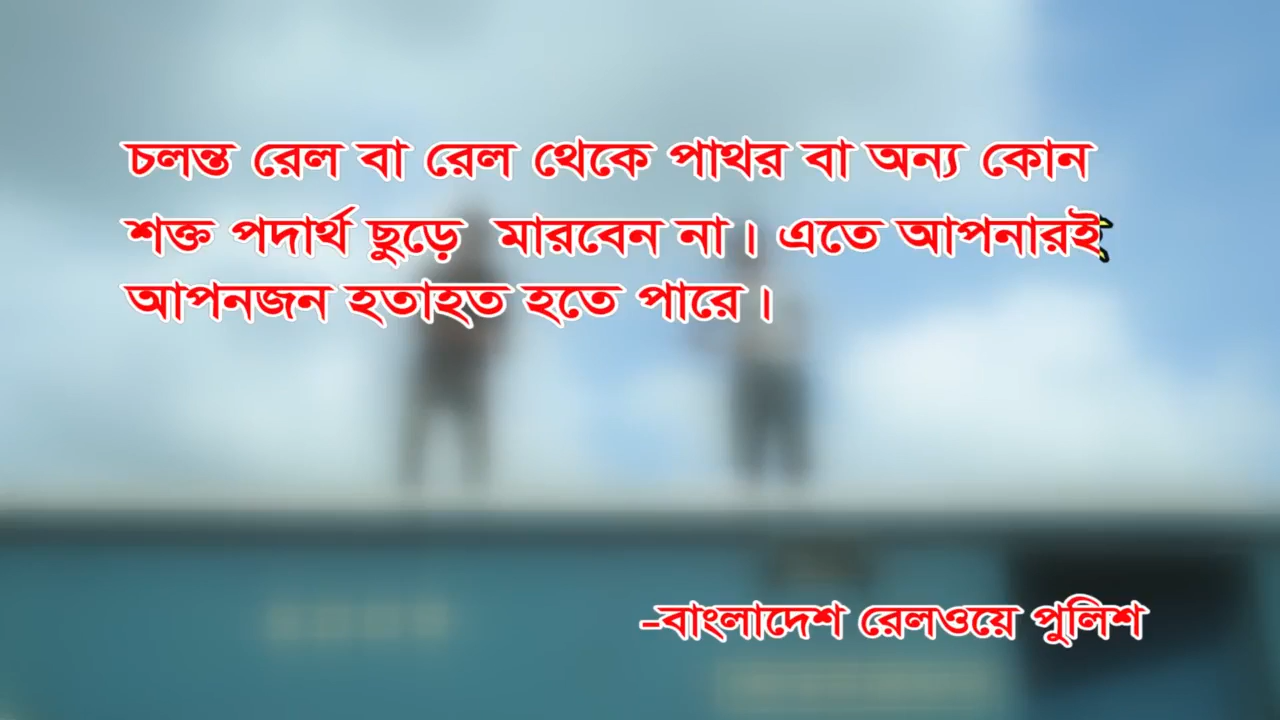 চলন্ত রেল বা রেল থেকে পাথর বা অন্য কোন
শক্ত পদার্থ ছুড়ে মারবেন না। এতে আপনারই
আপনজন হতাহত হতে পারে।
-বাংলাদেশ রেলওয়ে পুলিশ